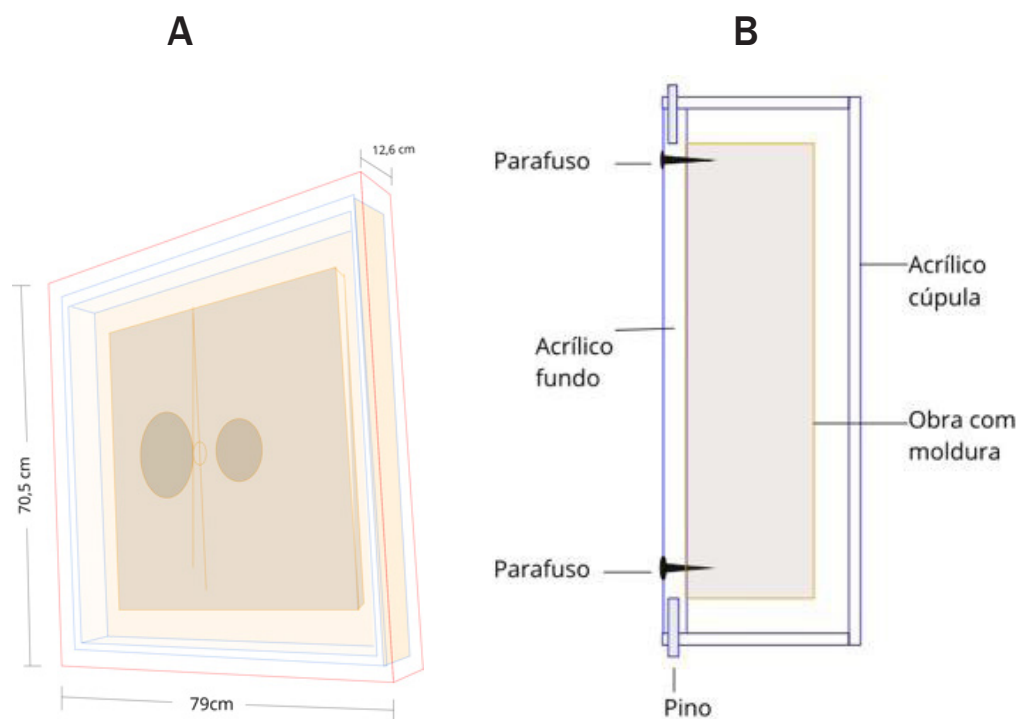 A
B
12,6 cm
70,5 cm
79cm
Parafuso
Acrílico
cúpula
Acrílico
fundo
Obra com
moldura
Parafuso
Pino